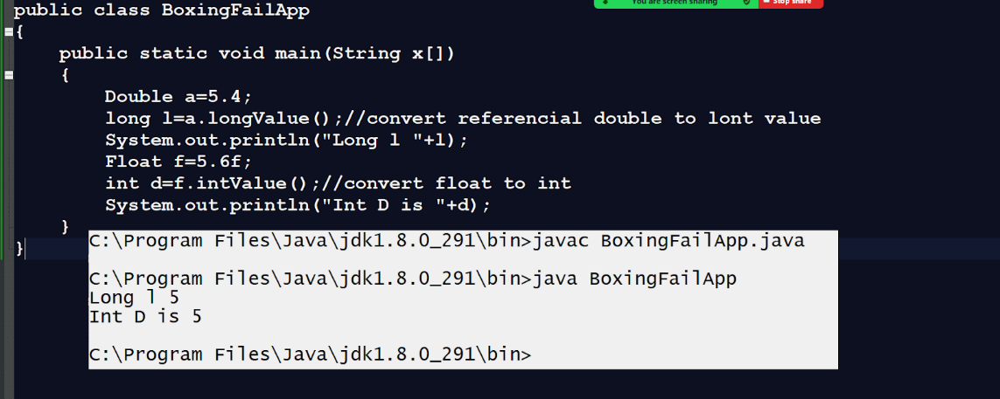 You are screen sharing
Stop share
public class BoxingFailApp
{
public static void main(String x[])
{
Double a=5.4;
long l=a.longValue();//convert referencial double to lont value
System.out.println("Long l "+l);
Float f=5.6f;
int d=f.intValue();//convert float to int
System.out.println("Int D is "+d);
}
}
C:\Program Files\Java\jdk1.8.0_291\bin>javac BoxingFailApp.java
C:\Program Files\Java\jdk1.8.0_291\bin>java BoxingFailApp
Long l 5
Int D is 5
C:\Program Files\Java\jdk1.8.0_291\bin>